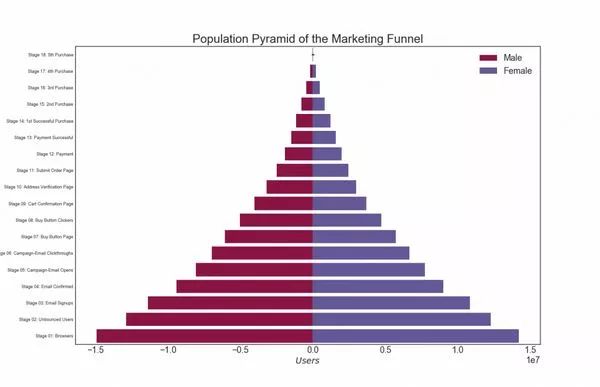 Population Pyramid of the Marketing Funnel
Male
Female
Stage 18: 5th Purchase
Stage 17: 4th Purchase
Stage 16: 3rd Purchase
Stage 15: 2nd Purchase
Stage 14: 1st Successful Purchase
Stage 13: Payment Successful
Stage 12: Payment
Stage 11: Submit Order Page
Stage 10: Address Verification Page
Stage 09: Cart Confirmation Page
Stage 08: Buy Button Clickers
Stage 07: Buy Button Page
ge 06: Campaign-Email Clickthroughs
Stage 05: Campaign-Email Opens
Stage 04: Email Confirmed
Stage 03: Email Signups
Stage 02: Unbounced Users
Stage 01: Browsers
−1.5 −1.0 −0.5 0.0 0.5 1.0 1.5
1e7
Users